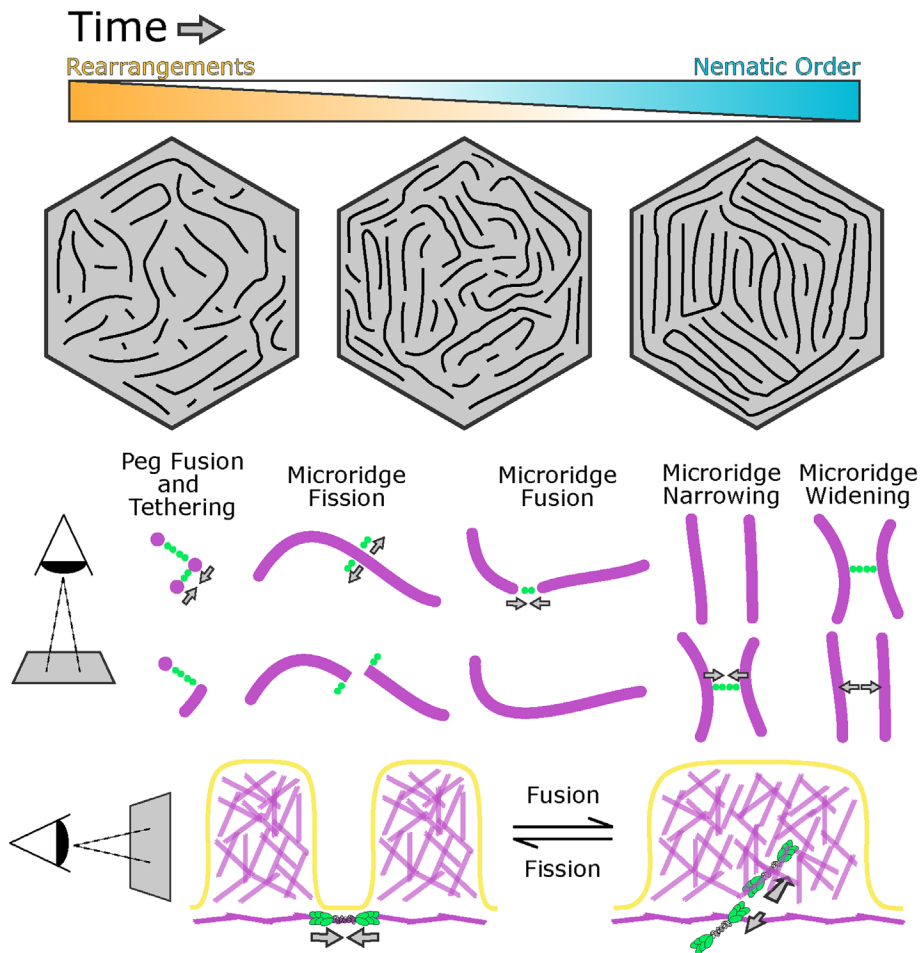 Time
Rearrangements
Nematic Order
Peg Fusion
and
Tethering
Microridge
Fission
Microridge
Fusion
Microridge
Narrowing
Microridge
Widening
Fusion
Fission